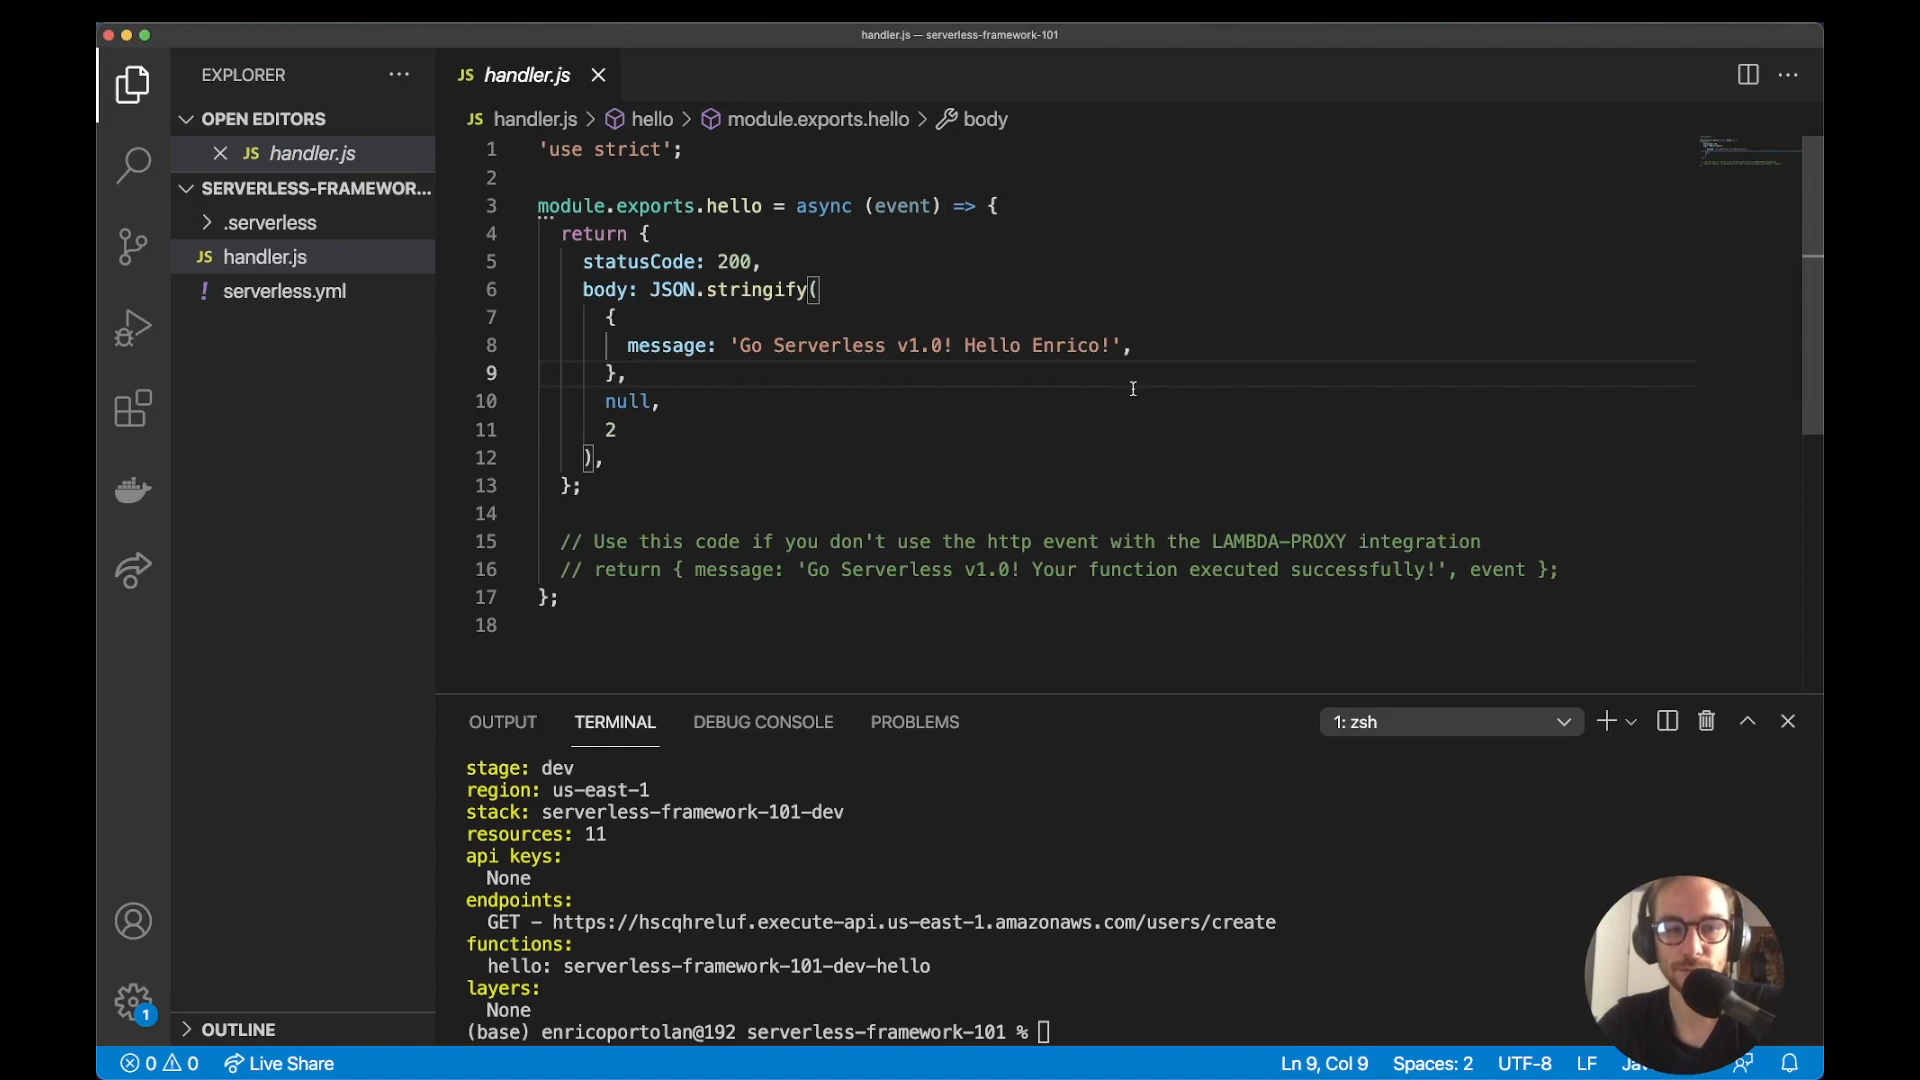 handler.js — serverless-framework-101
EXPLORER
JS handler.js
OPEN EDITORS
JS handler.js
SERVERLESS-FRAMEWOR...
.serverless
JS handler.js
! serverless.yml
OUTLINE
JS handler.js > hello > module.exports.hello > body
1 'use strict';
2
3 module.exports.hello = async (event) => {
4 return {
5 statusCode: 200,
6 body: JSON.stringify(
7 {
8 message: 'Go Serverless v1.0! Hello Enrico!',
9 },
10 null,
11 2
12 ),
13 };
14
15 // Use this code if you don't use the http event with the LAMBDA-PROXY integration
16 // return { message: 'Go Serverless v1.0! Your function executed successfully!', event };
17 };
18
OUTPUT TERMINAL DEBUG CONSOLE PROBLEMS 1: zsh
stage: dev
region: us-east-1
stack: serverless-framework-101-dev
resources: 11
api keys:
None
endpoints:
GET - https://hscqhreluf.execute-api.us-east-1.amazonaws.com/users/create
functions:
hello: serverless-framework-101-dev-hello
layers:
None
(base) enricoportolan@192 serverless-framework-101 %
1
0 0 Live Share Ln 9, Col 9 Spaces: 2 UTF-8 LF